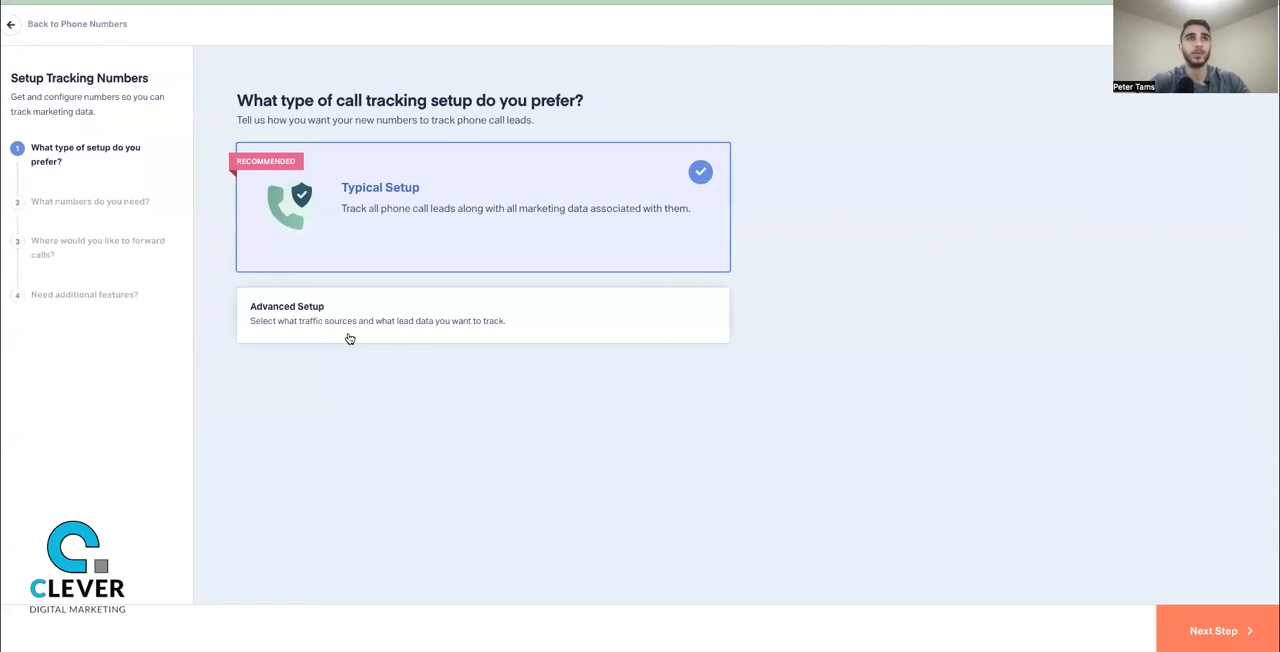 Back to Phone Numbers
Peter Tams
Setup Tracking Numbers
Get and configure numbers so you can
track marketing data.
1 What type of setup do you
prefer?
2 What numbers do you need?
3 Where would you like to forward
calls?
4 Need additional features?
What type of call tracking setup do you prefer?
Tell us how you want your new numbers to track phone call leads.
RECOMMENDED
Typical Setup
Track all phone call leads along with all marketing data associated with them.
Advanced Setup
Select what traffic sources and what lead data you want to track.
CLEVER
DIGITAL MARKETING
Next Step